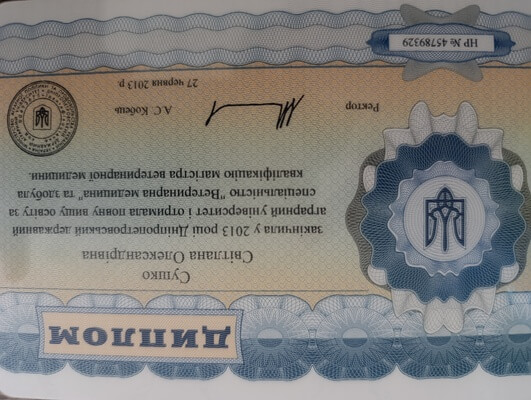 ДИПЛОМ
Сушко
Світлана Олександрівна
закінчила у 2013 році Дніпропетровський державний
аграрний університет і отримала повну вищу освіту за
спеціальністю "Ветеринарна медицина" та здобула
кваліфікацію магістра ветеринарної медицини.
Ректор А.С. Кобець
27 червня 2013 р
НР № 45789329